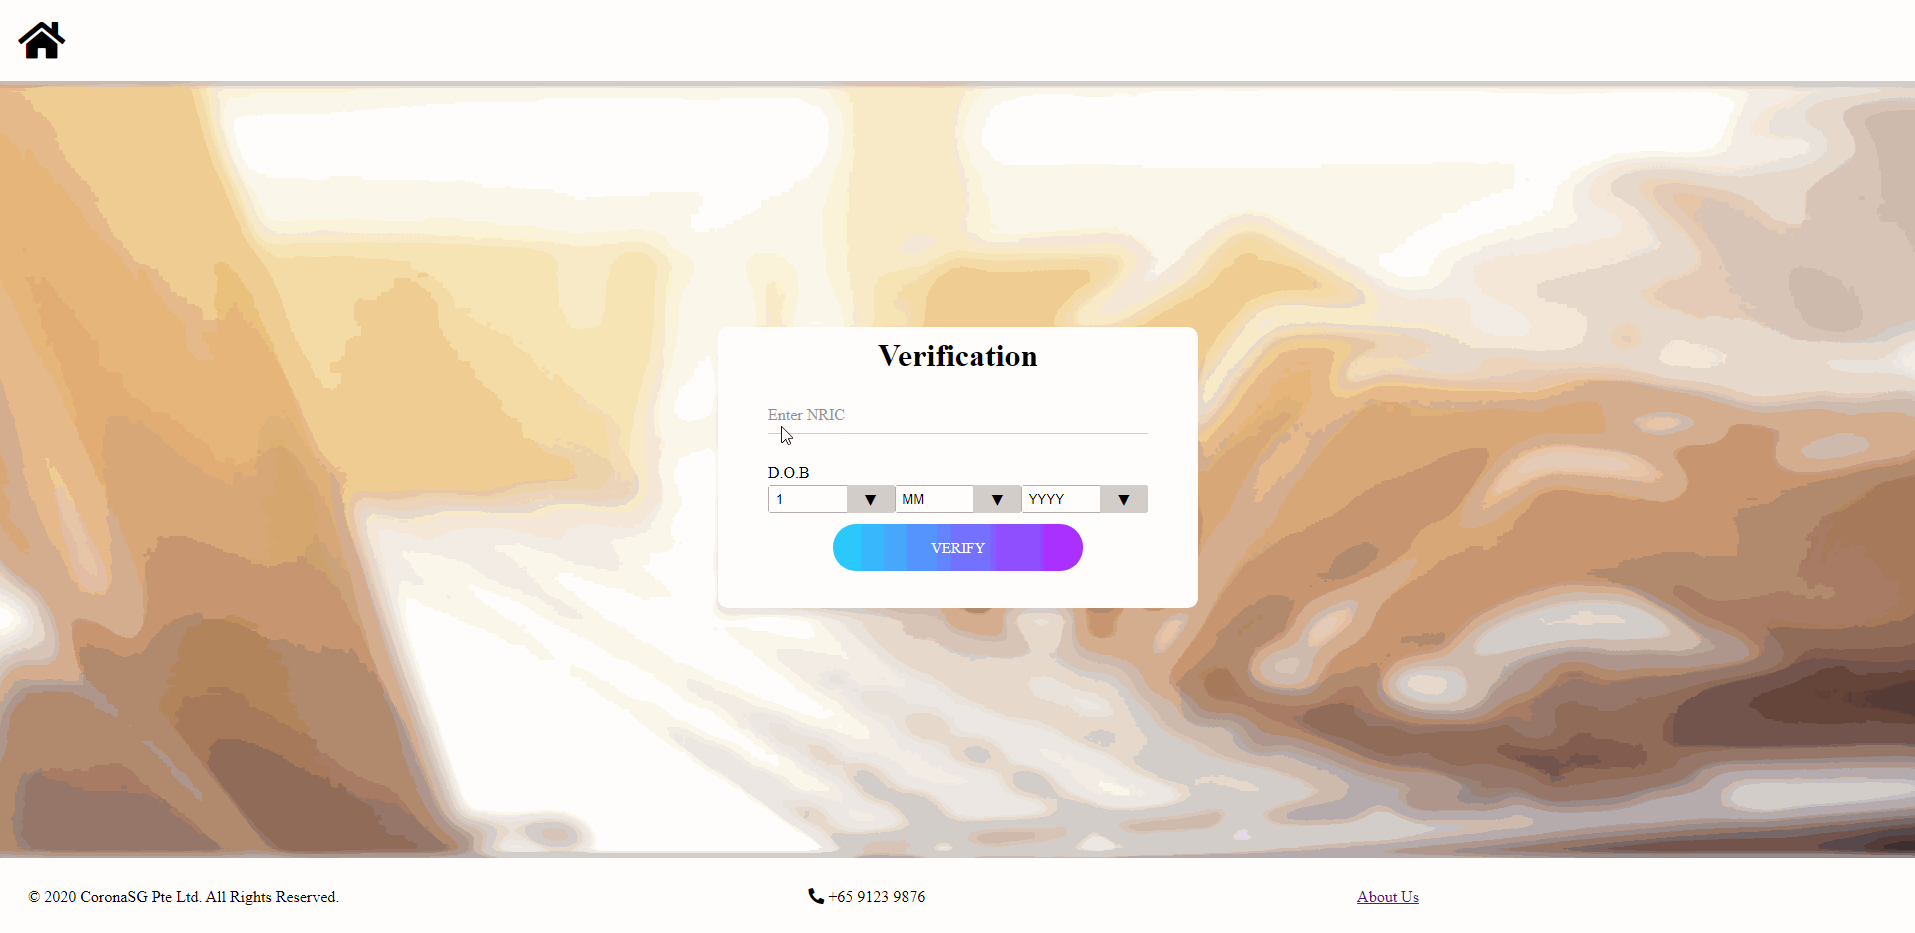 Verification
Enter NRIC
D.O.B
1 MM YYYY
VERIFY
© 2020 CoronaSG Pte Ltd. All Rights Reserved. +65 9123 9876 About Us